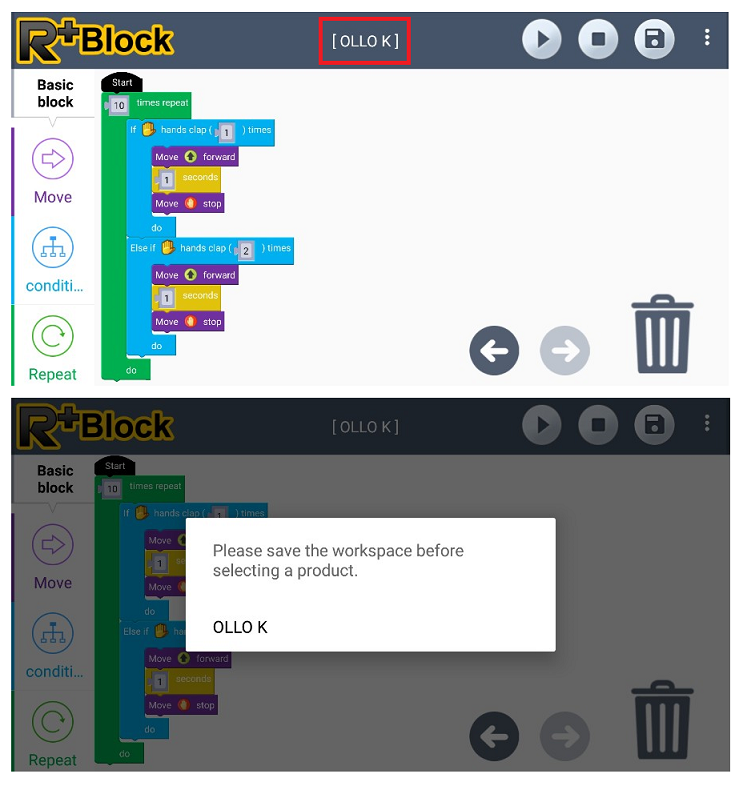 R+Block
[ OLLO K ]
Basic
block
Move
conditi...
Repeat
Start
10 times repeat
If hands clap ( 1 ) times
Move forward
1 seconds
Move stop
do
Else if hands clap ( 2 ) times
Move forward
1 seconds
Move stop
do
do
R+Block
[ OLLO K ]
Basic
block
Move
conditi...
Repeat
Start
10 times repeat
If hands clap ( 1 ) times
Move
1 se
Move
do
Else if han
Move forward
1 seconds
Move stop
do
do
Please save the workspace before
selecting a product.
OLLO K